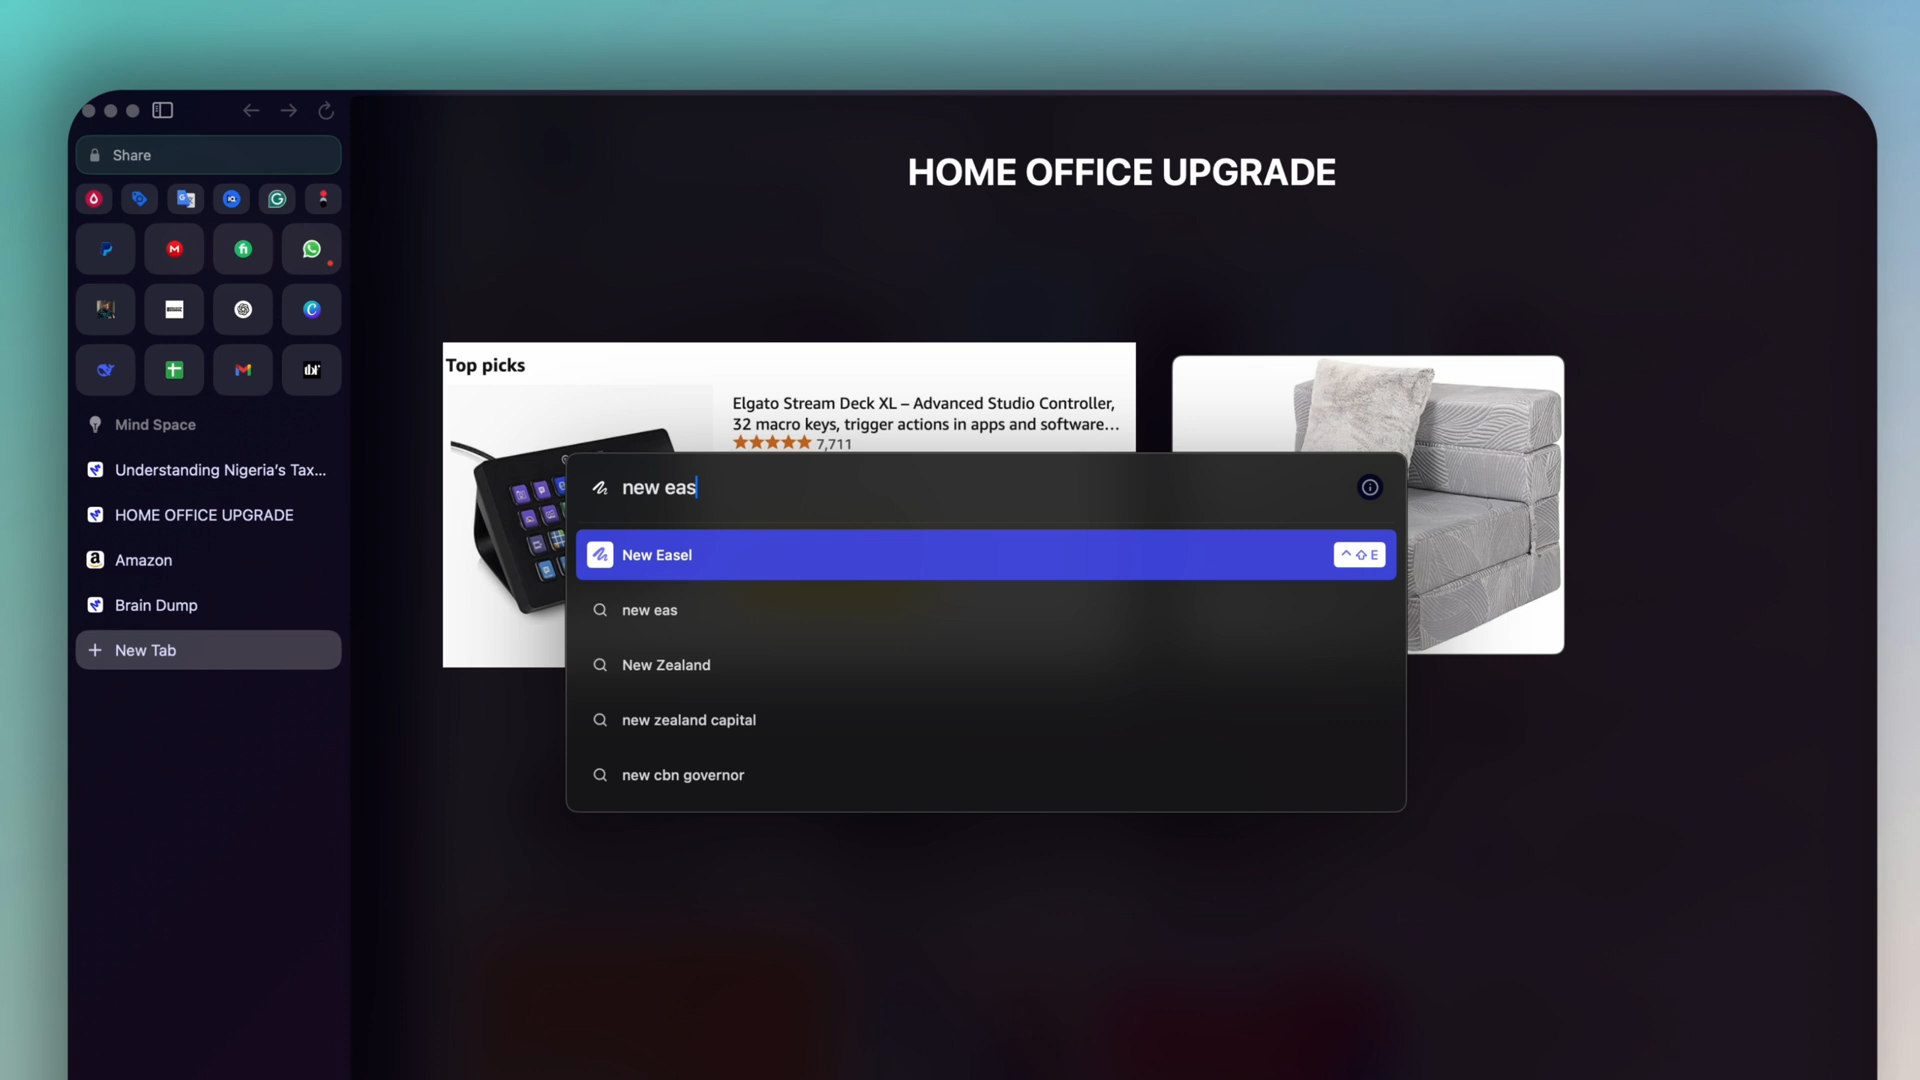 Share
HOME OFFICE UPGRADE
Top picks
Elgato Stream Deck XL – Advanced Studio Controller,
32 macro keys, trigger actions in apps and software...
7,711
Mind Space
Understanding Nigeria's Tax...
HOME OFFICE UPGRADE
Amazon
Brain Dump
New Tab
new eas
New Easel
E
new eas
New Zealand
new zealand capital
new cbn governor